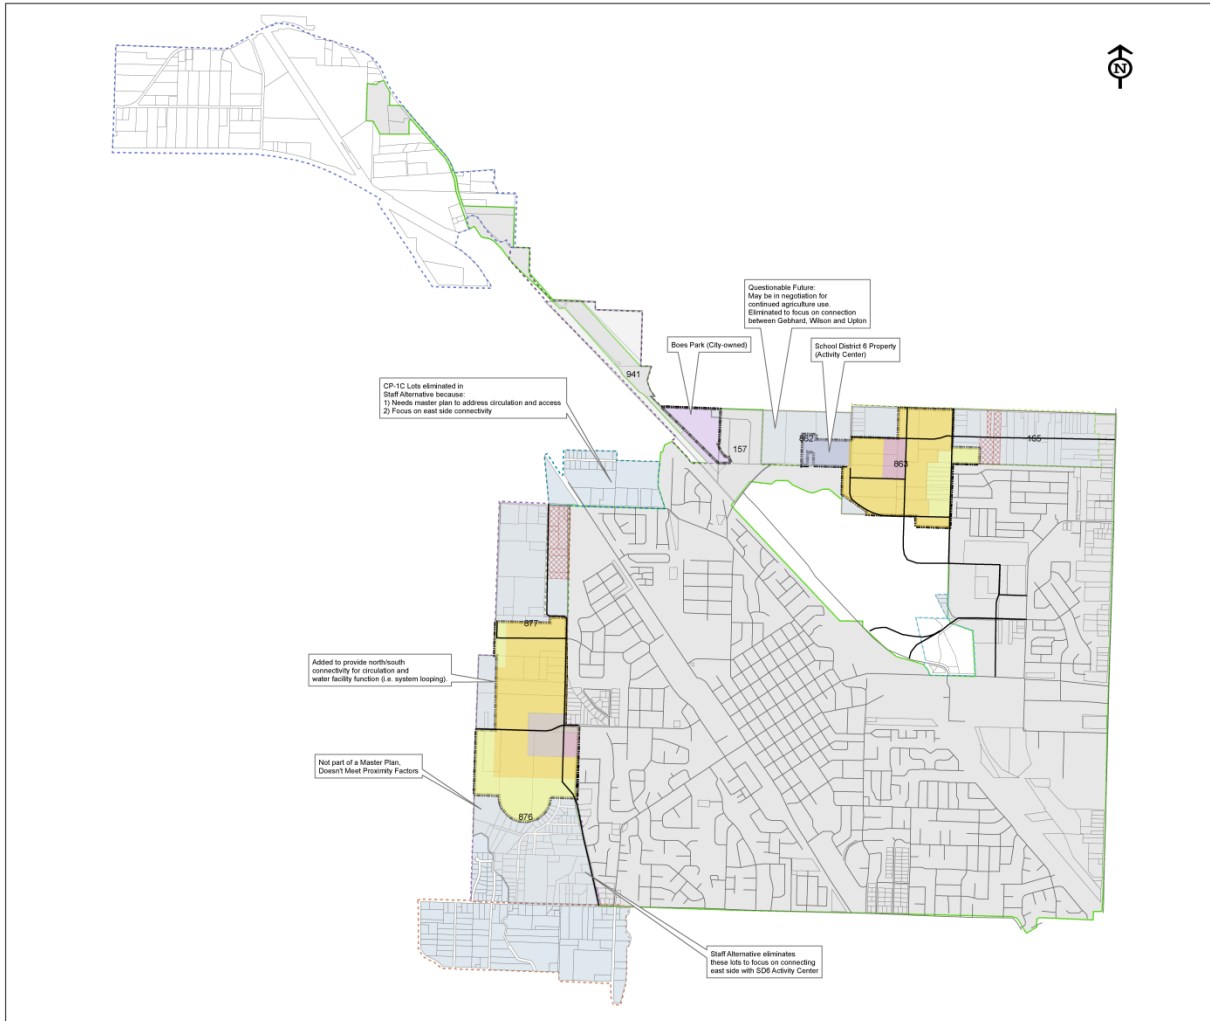 N
Questionable Future:
May be in negotiation for
continued agriculture use.
Eliminated to focus on connection
between Gebhard, Wilson and Upton
Boes Park (City-owned)
School District 6 Property
(Activity Center)
941
CP-1C Lots eliminated in
Staff Alternative because:
1) Needs master plan to address circulation and access
2) Focus on east side connectivity
157
862
165
863
877
Added to provide north/south
connectivity for circulation and
water facility function (i.e. system looping).
Not part of a Master Plan,
Doesn't Meet Proximity Factors
876
Staff Alternative eliminates
these lots to focus on connecting
east side with SD6 Activity Center